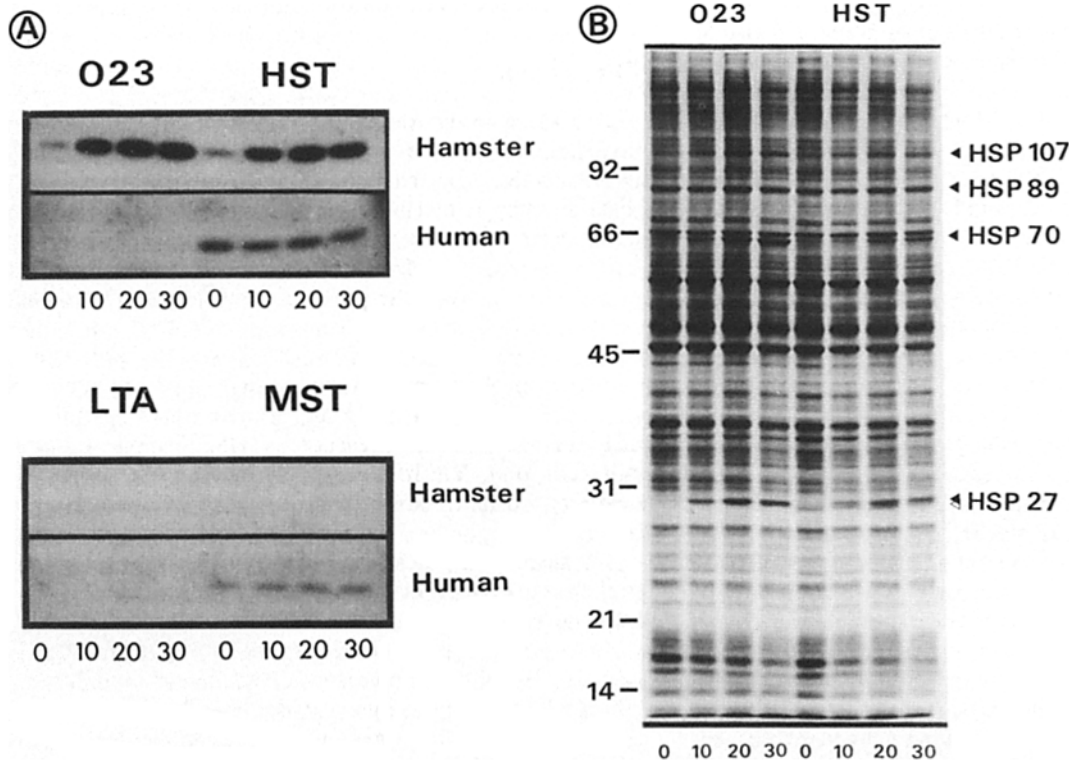 A
O23 HST
Hamster
Human
0 10 20 30 0 10 20 30
LTA MST
Hamster
Human
0 10 20 30 0 10 20 30
B
O23 HST
92
66
45
31
21
14
HSP 107
HSP 89
HSP 70
HSP 27
0 10 20 30 0 10 20 30